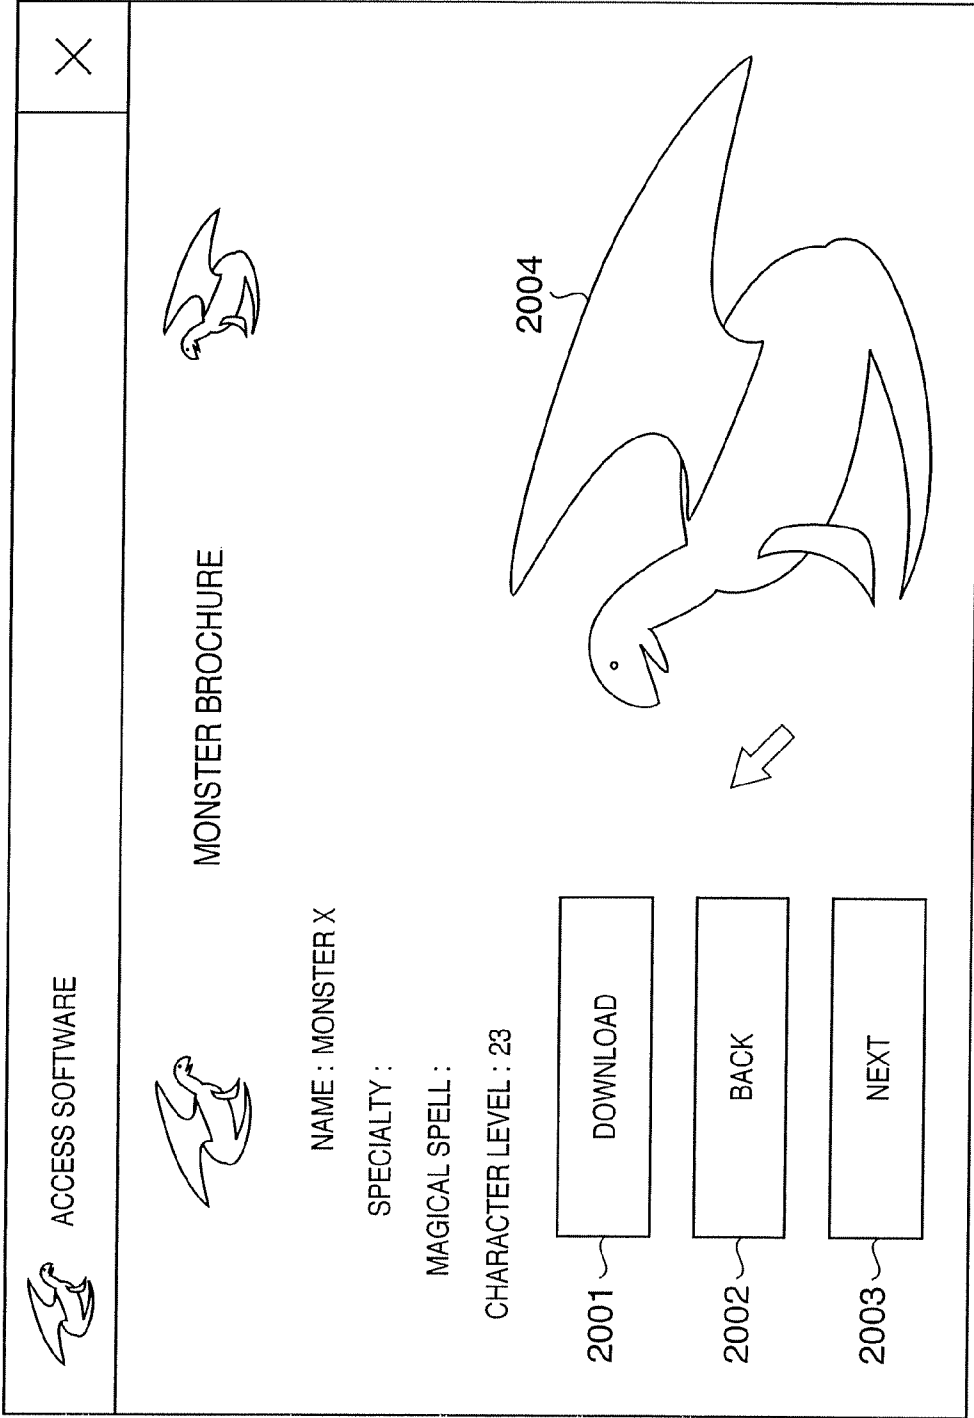 ACCESS SOFTWARE
X
MONSTER BROCHURE
NAME : MONSTER X
SPECIALTY :
MAGICAL SPELL :
CHARACTER LEVEL : 23
2004
2001 DOWNLOAD
2002 BACK
2003 NEXT